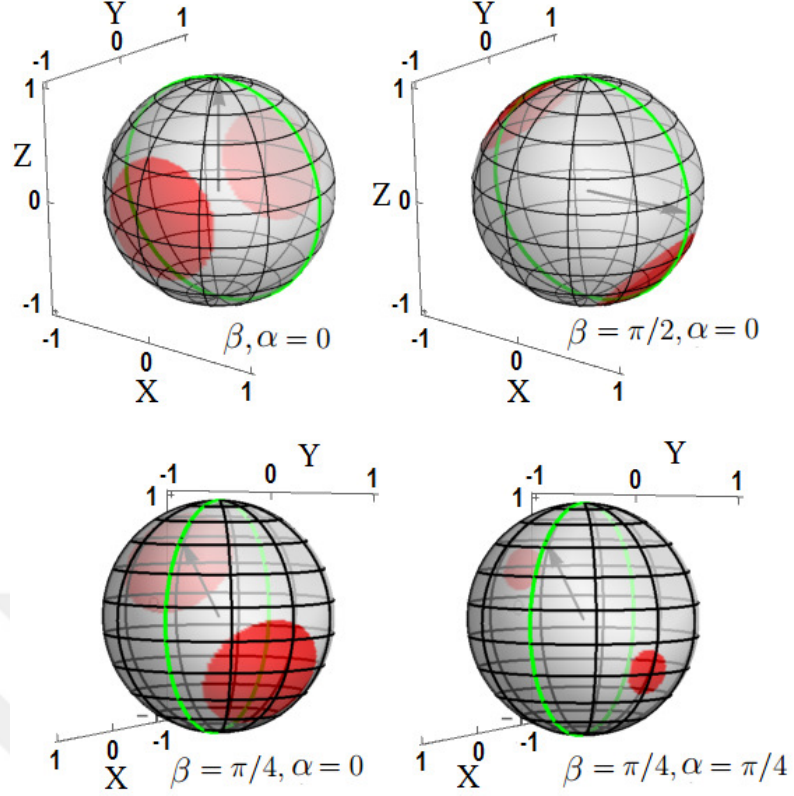 Y 1 Y 1
0 0
-1 -1
1 1
Z Z
0 0
-1 -1
-1 β, α = 0 -1 β = π/2, α = 0
0 0
X 1 X 1
Y Y
-1 0 1 -1 0 1
1 1
1 0 -1 1 0 -1
X β = π/4, α = 0 X β = π/4, α = π/4